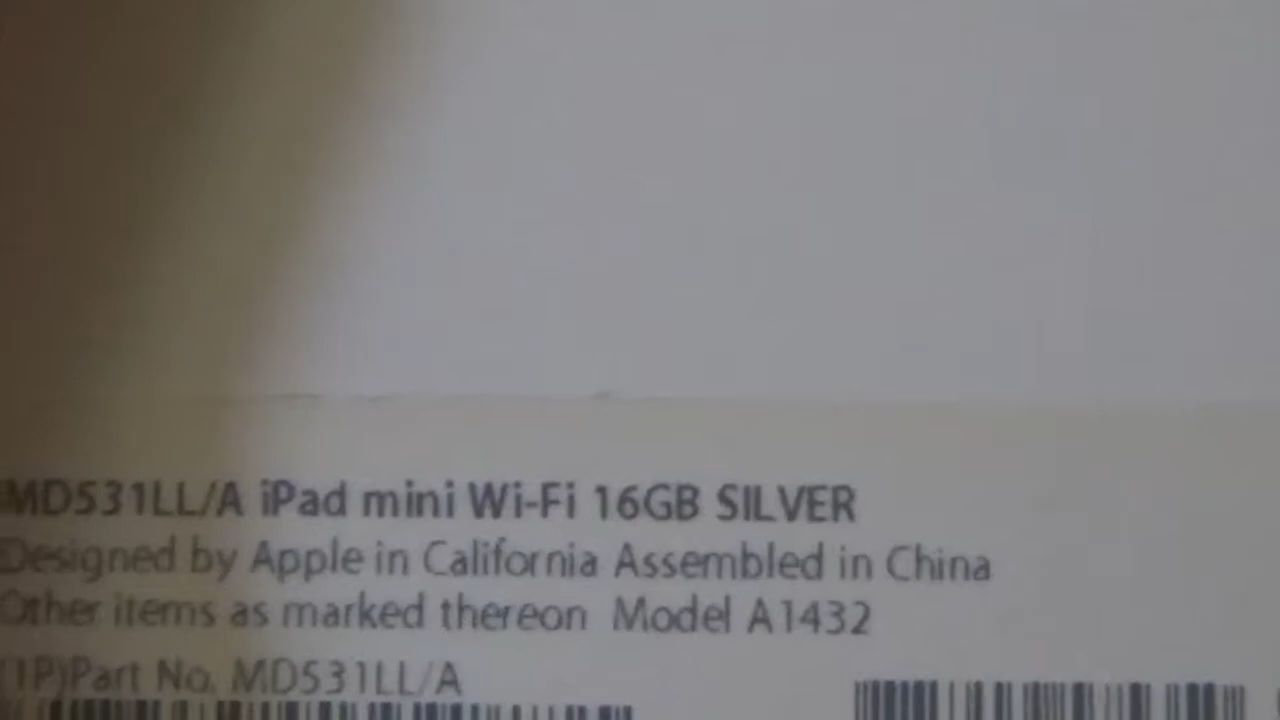 MD531LL/A iPad mini Wi-Fi 16GB SILVER
Designed by Apple in California Assembled in China
Other items as marked thereon Model A1432
(1P)Part No. MD531LL/A